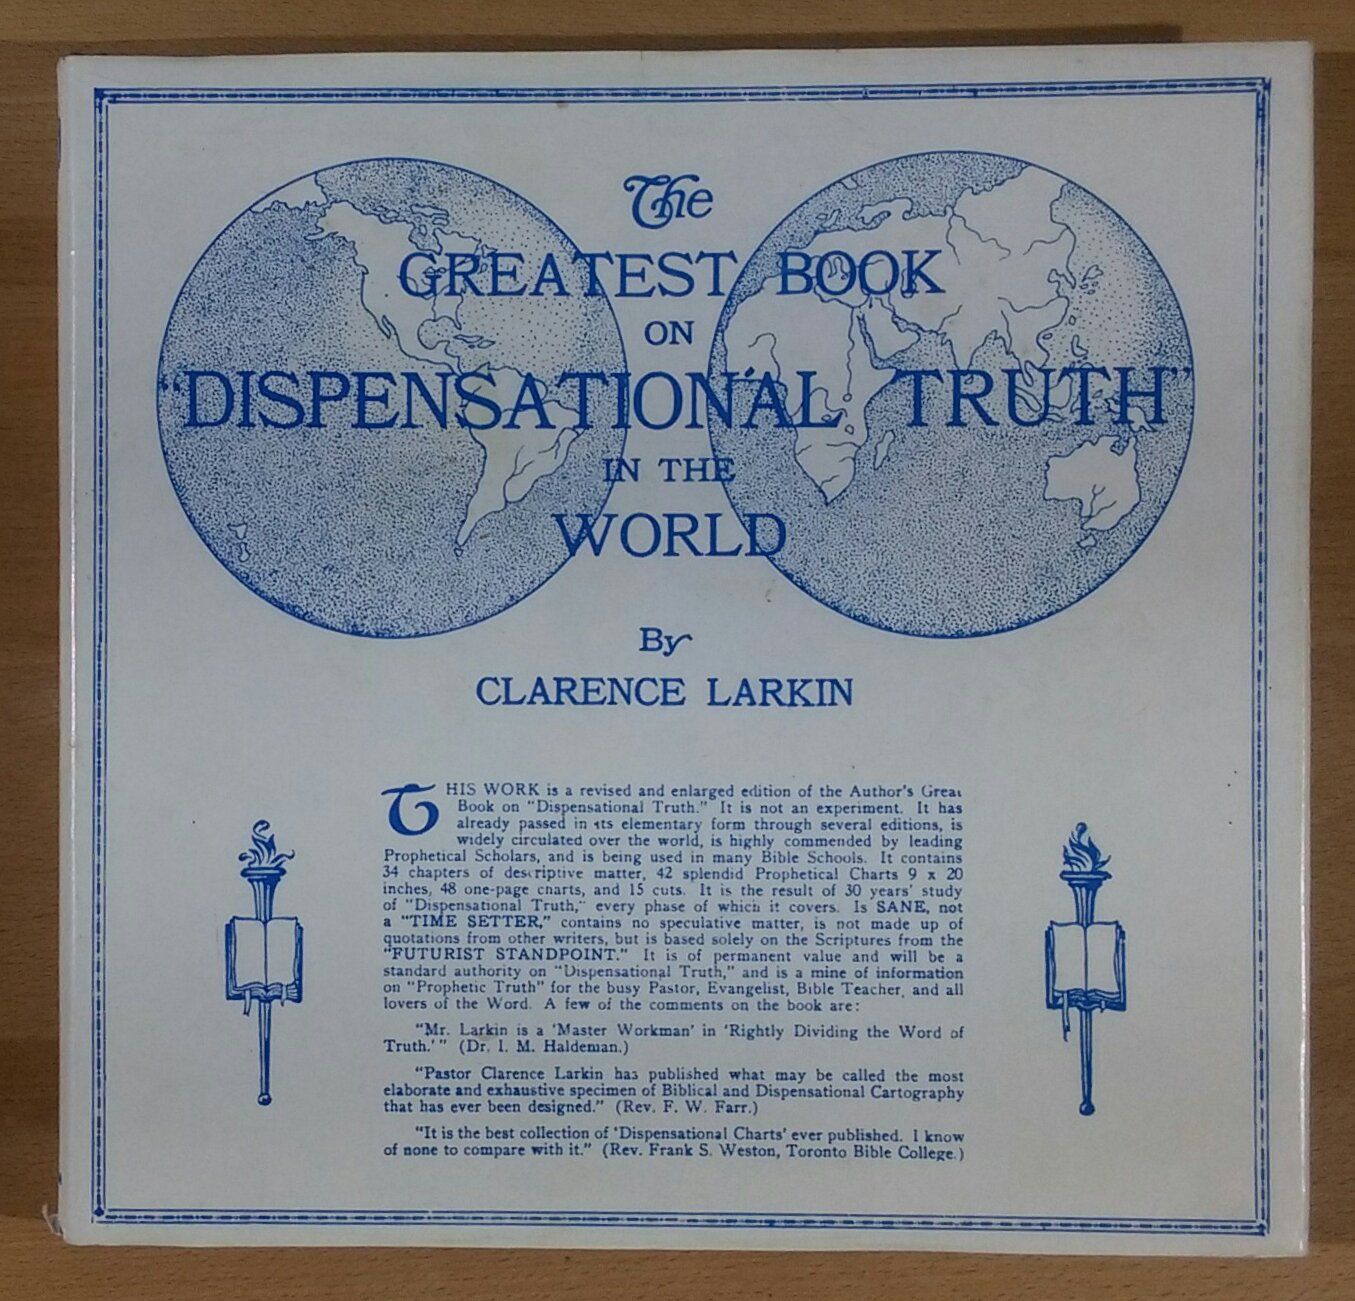 The
GREATEST BOOK
ON
"DISPENSATIONAL TRUTH"
IN THE
WORLD
By
CLARENCE LARKIN
THIS WORK is a revised and enlarged edition of the Author's Great
Book on "Dispensational Truth." It is not an experiment. It has
already passed in its elementary form through several editions, is
widely circulated over the world, is highly commended by leading
Prophetical Scholars, and is being used in many Bible Schools. It contains
34 chapters of descriptive matter, 42 splendid Prophetical Charts 9 x 20
inches, 48 one-page charts, and 15 cuts. It is the result of 30 years' study
of "Dispensational Truth," every phase of which it covers. Is SANE, not
a "TIME SETTER," contains no speculative matter, is not made up of
quotations from other writers, but is based solely on the Scriptures from the
"FUTURIST STANDPOINT." It is of permanent value and will be a
standard authority on "Dispensational Truth," and is a mine of information
on "Prophetic Truth" for the busy Pastor, Evangelist, Bible Teacher, and all
lovers of the Word. A few of the comments on the book are:
"Mr. Larkin is a 'Master Workman' in 'Rightly Dividing the Word of
Truth.'" (Dr. I. M. Haldeman.)
"Pastor Clarence Larkin has published what may be called the most
elaborate and exhaustive specimen of Biblical and Dispensational Cartography
that has ever been designed." (Rev. F. W. Farr.)
"It is the best collection of 'Dispensational Charts' ever published. I know
of none to compare with it." (Rev. Frank S. Weston, Toronto Bible College.)